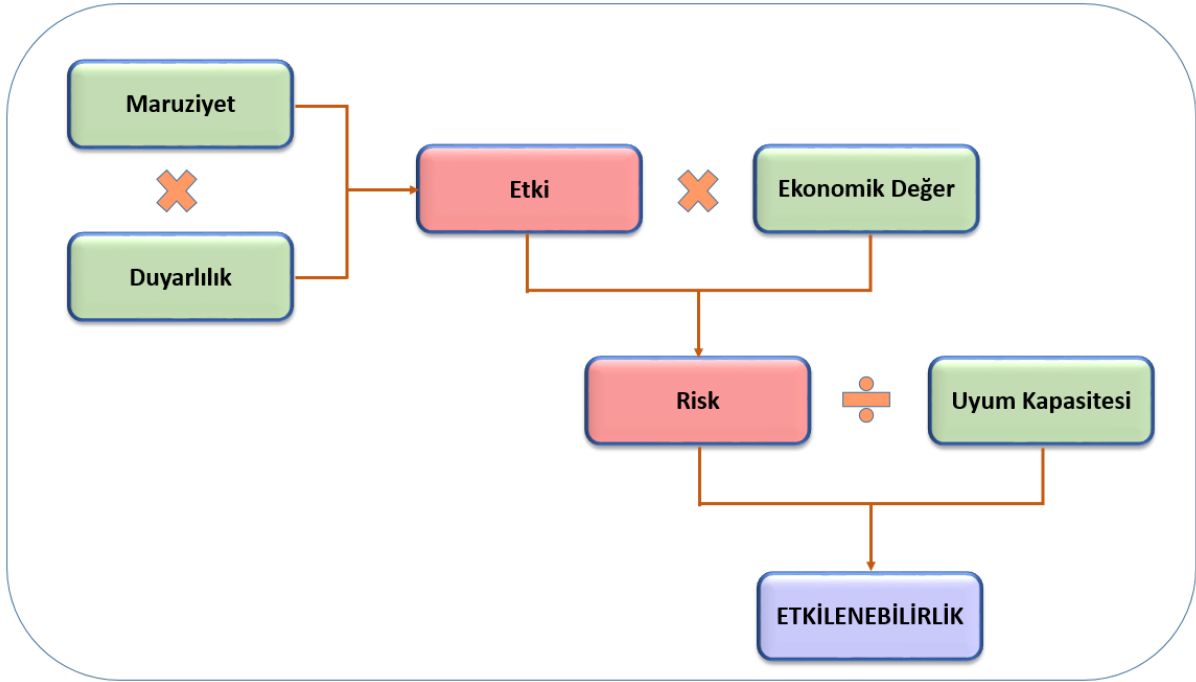 Maruziyet
Duyarlılık
Etki
Ekonomik Değer
Risk
Uyum Kapasitesi
ETKİLENEBİLİRLİK